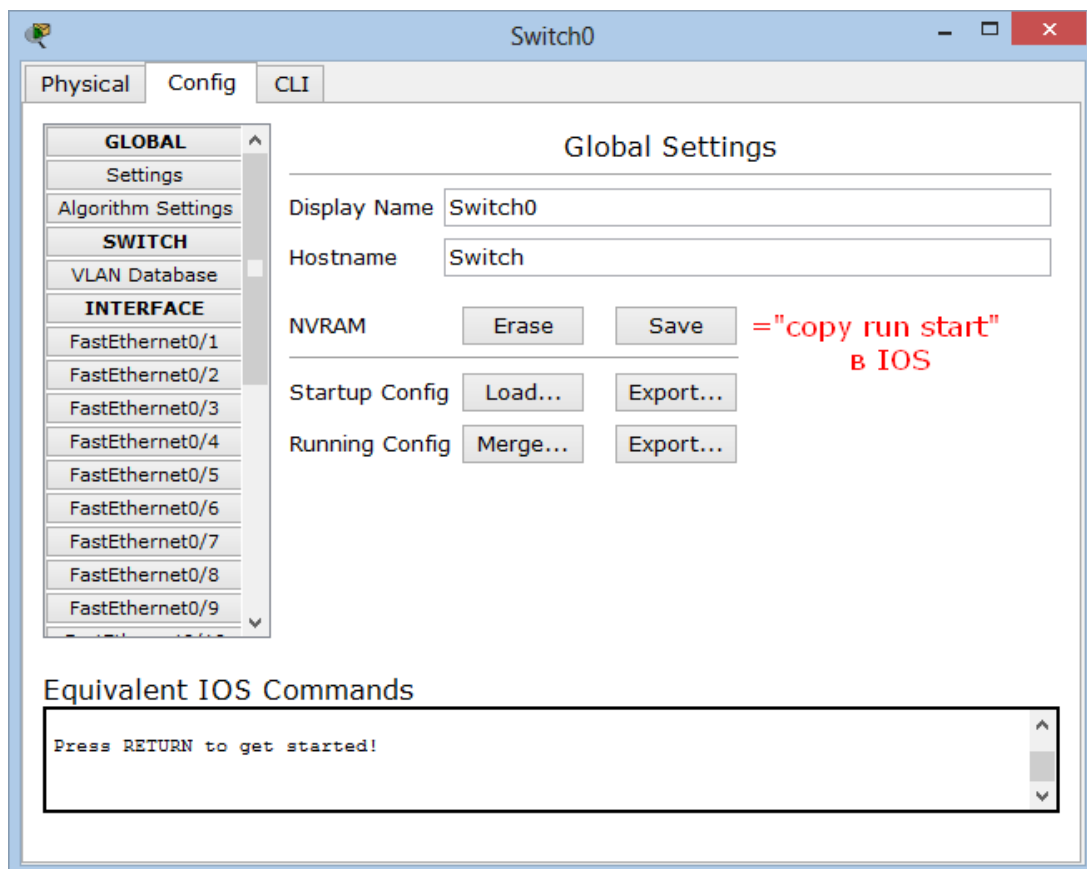 Switch0
Physical Config CLI
GLOBAL
Settings
Algorithm Settings
SWITCH
VLAN Database
INTERFACE
FastEthernet0/1
FastEthernet0/2
FastEthernet0/3
FastEthernet0/4
FastEthernet0/5
FastEthernet0/6
FastEthernet0/7
FastEthernet0/8
FastEthernet0/9
Global Settings
Display Name Switch0
Hostname Switch
NVRAM Erase Save ="copy run start"
в IOS
Startup Config Load... Export...
Running Config Merge... Export...
Equivalent IOS Commands
Press RETURN to get started!